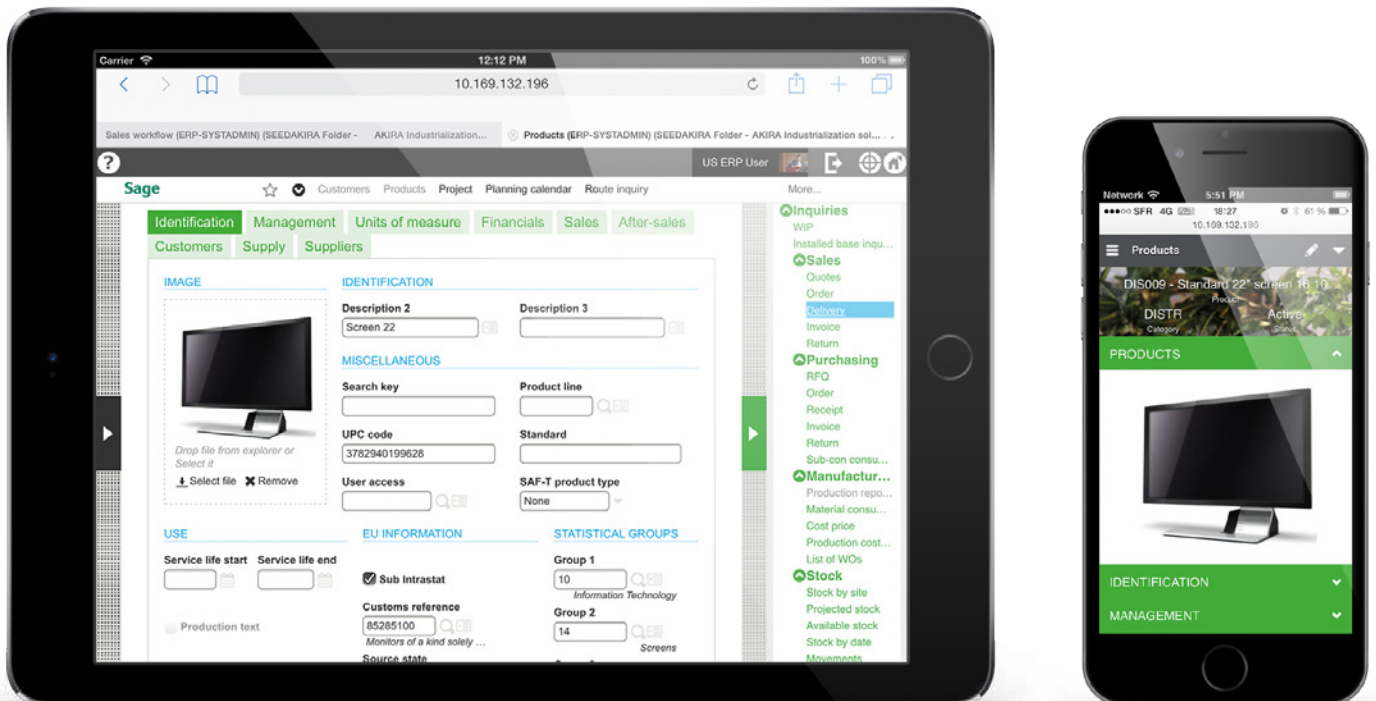 Carrier
12:12 PM
100%
10.169.132.196
Sales workflow (ERP-SYSTADMIN) (SEEDAKIRA Folder - AKIRA Industrialization...
Products (ERP-SYSTADMIN) (SEEDAKIRA Folder - AKIRA Industrialization sol...
?
US ERP User
Sage
Customers Products Project Planning calendar Route inquiry
More...
Identification Management Units of measure Financials Sales After-sales
Customers Supply Suppliers
IMAGE
Drop file from explorer or
Select it
Select file Remove
IDENTIFICATION
Description 2 Description 3
Screen 22
MISCELLANEOUS
Search key Product line
UPC code Standard
3782940199628
User access SAF-T product type
None
USE
Service life start Service life end
Production text
EU INFORMATION
Sub Intrastat
Customs reference
85285100
Monitors of a kind solely ...
Source state
STATISTICAL GROUPS
Group 1
10
Information Technology
Group 2
14
Screens
Inquiries
WIP
Installed base inqu...
Sales
Quotes
Order
Delivery
Invoice
Return
Purchasing
RFQ
Order
Receipt
Invoice
Return
Sub-con consu...
Manufactur...
Production repo...
Material consu...
Cost price
Production cost...
List of WOs
Stock
Stock by site
Projected stock
Available stock
Stock by date
Movements
Network
5:51 PM
SFR 4G VPN 18:27 61 %
10.169.132.196
Products
DIS009 - Standard 22" screen 16:10
Product
DISTR Active
Category Status
PRODUCTS
IDENTIFICATION
MANAGEMENT